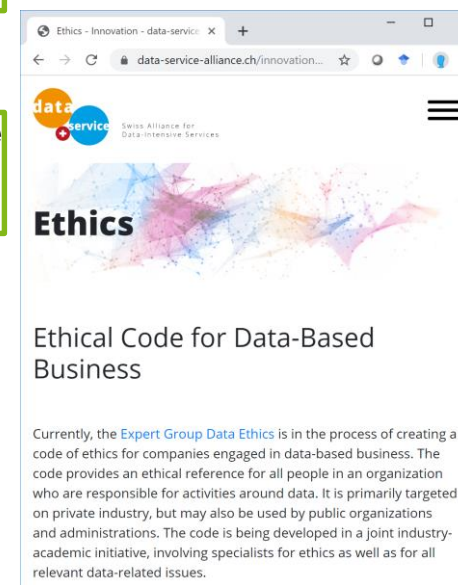 Ethics - Innovation - data-service
data-service-alliance.ch/innovation...
data
service
Swiss Alliance for
Data-Intensive Services
Ethics
Ethical Code for Data-Based
Business
Currently, the Expert Group Data Ethics is in the process of creating a
code of ethics for companies engaged in data-based business. The
code provides an ethical reference for all people in an organization
who are responsible for activities around data. It is primarily targeted
on private industry, but may also be used by public organizations
and administrations. The code is being developed in a joint industry-
academic initiative, involving specialists for ethics as well as for all
relevant data-related issues.